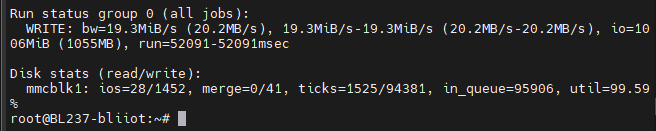 Run status group 0 (all jobs):
  WRITE: bw=19.3MiB/s (20.2MB/s), 19.3MiB/s-19.3MiB/s (20.2MB/s-20.2MB/s), io=10
06MiB (1055MB), run=52091-52091msec

Disk stats (read/write):
  mmcblk1: ios=28/1452, merge=0/41, ticks=1525/94381, in_queue=95906, util=99.59
%
root@BL237-bliiot:~#